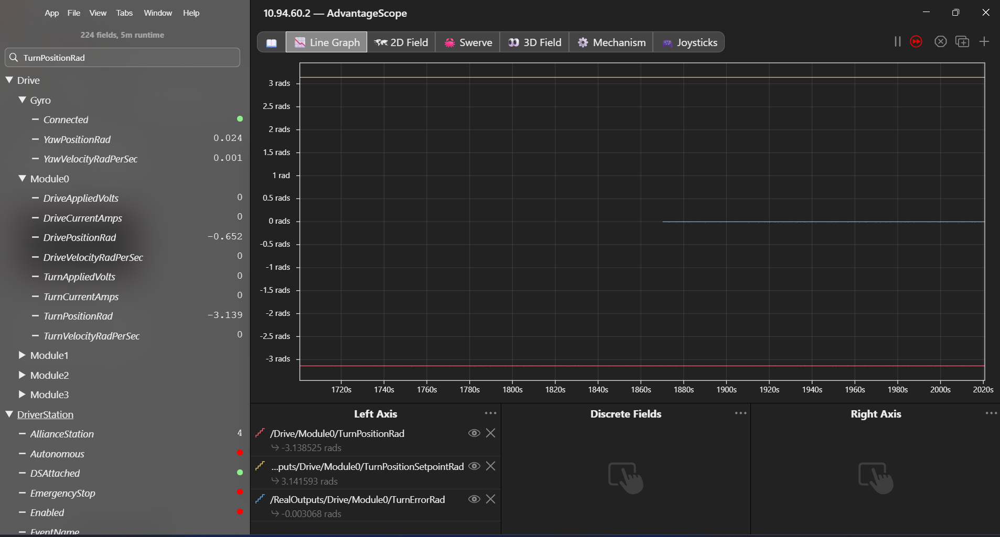 App File View Tabs Window Help
224 fields, 5m runtime
TurnPositionRad
Drive
Gyro
Connected
YawPositionRad 0.024
YawVelocityRadPerSec 0.001
Module0
DriveAppliedVolts 0
DriveCurrentAmps 0
DrivePositionRad -0.652
DriveVelocityRadPerSec 0
TurnAppliedVolts 0
TurnCurrentAmps 0
TurnPositionRad -3.139
TurnVelocityRadPerSec 0
Module1
Module2
Module3
DriverStation
AllianceStation 4
Autonomous
DSAttached
EmergencyStop
Enabled
EventName
10.94.60.2 — AdvantageScope
Line Graph 2D Field Swerve 3D Field Mechanism Joysticks
3 rads
2.5 rads
2 rads
1.5 rads
1 rad
0.5 rads
0 rads
-0.5 rads
-1 rads
-1.5 rads
-2 rads
-2.5 rads
-3 rads
1720s 1740s 1760s 1780s 1800s 1820s 1840s 1860s 1880s 1900s 1920s 1940s 1960s 1980s 2000s 2020s
Left Axis
/Drive/Module0/TurnPositionRad
-3.138525 rads
...puts/Drive/Module0/TurnPositionSetpointRad
3.141593 rads
/RealOutputs/Drive/Module0/TurnErrorRad
-0.003068 rads
Discrete Fields
Right Axis